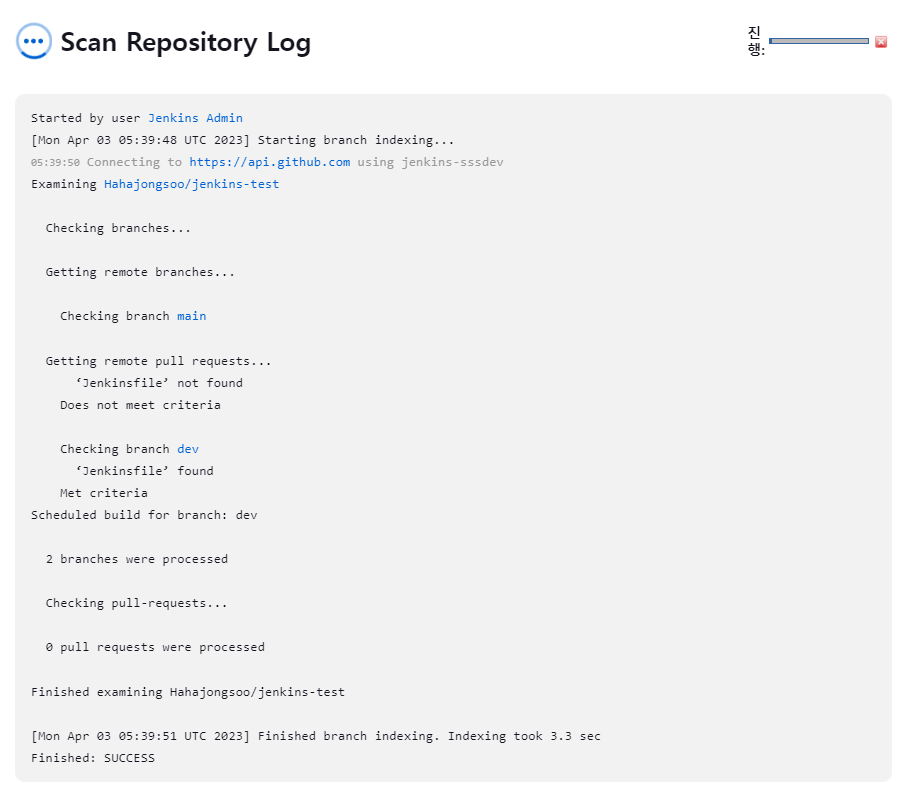 Scan Repository Log
진
행:
Started by user Jenkins Admin
[Mon Apr 03 05:39:48 UTC 2023] Starting branch indexing...
05:39:50 Connecting to https://api.github.com using jenkins-sssdev
Examining Hahajongsoo/jenkins-test
Checking branches...
Getting remote branches...
Checking branch main
Getting remote pull requests...
‘Jenkinsfile’ not found
Does not meet criteria
Checking branch dev
‘Jenkinsfile’ found
Met criteria
Scheduled build for branch: dev
2 branches were processed
Checking pull-requests...
0 pull requests were processed
Finished examining Hahajongsoo/jenkins-test
[Mon Apr 03 05:39:51 UTC 2023] Finished branch indexing. Indexing took 3.3 sec
Finished: SUCCESS